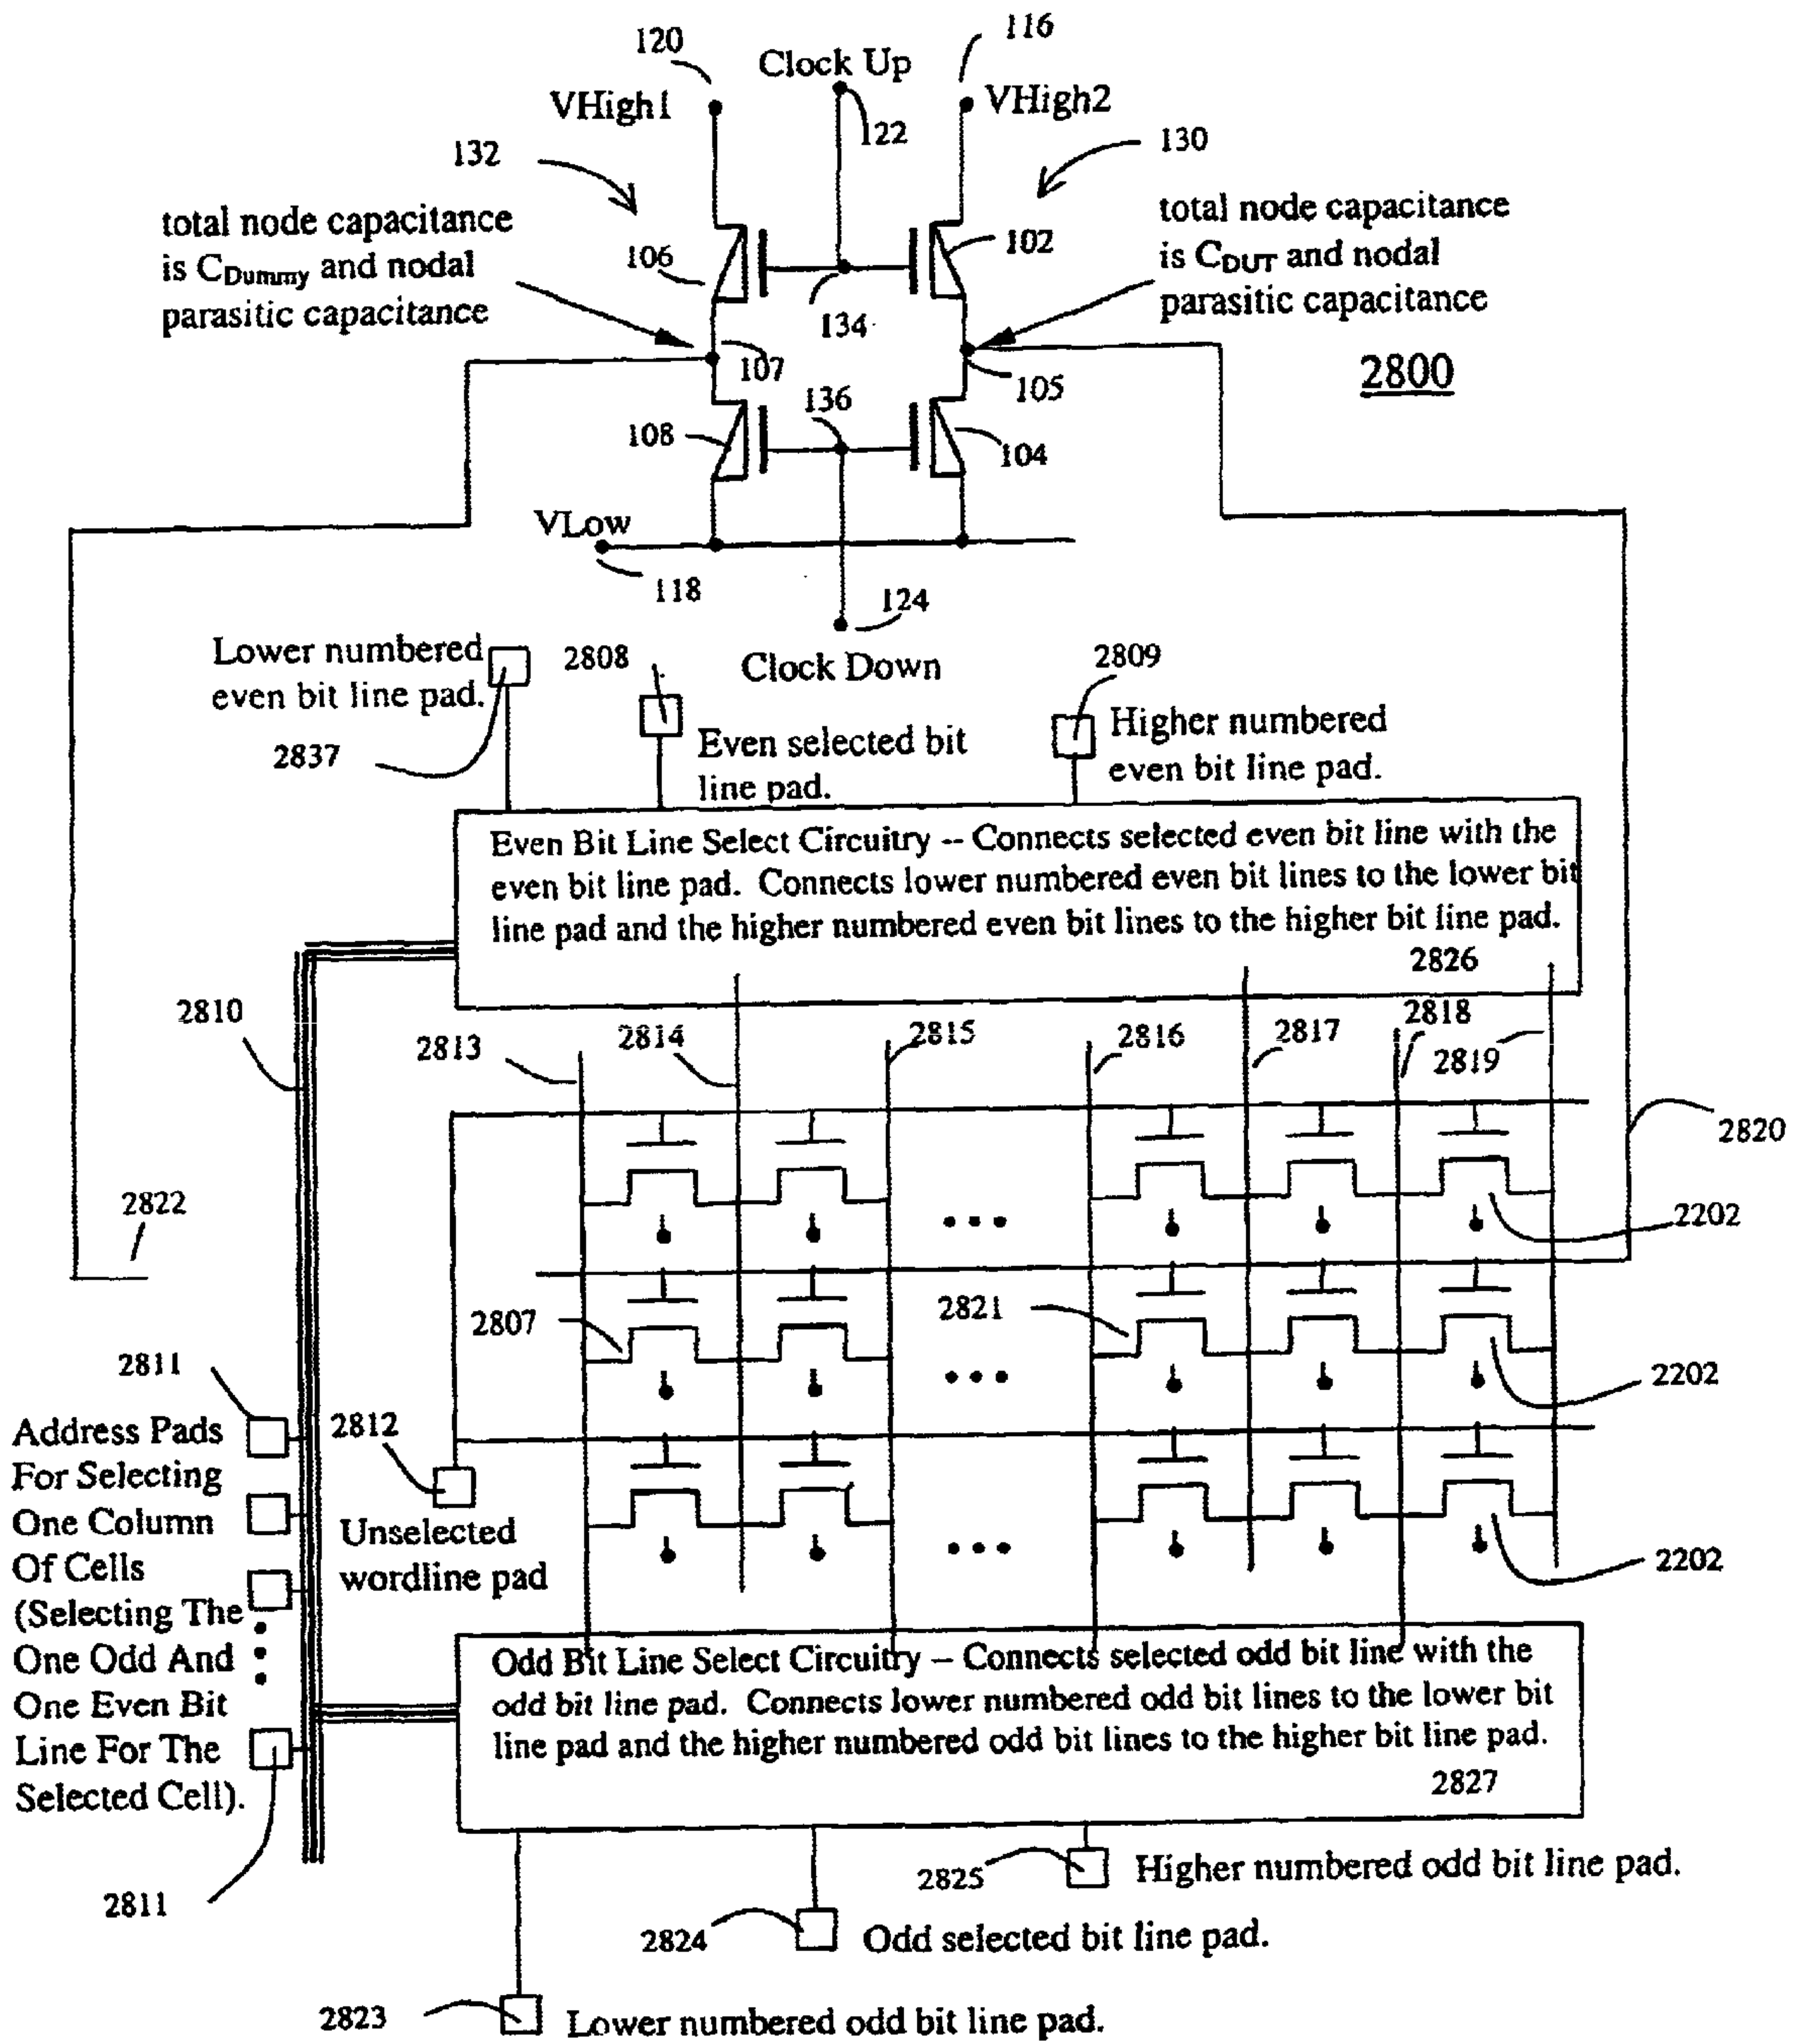 120
Clock Up
116
VHigh1
VHigh2
122
132
130
total node capacitance
is CDummy and nodal
parasitic capacitance
total node capacitance
is CDUT and nodal
parasitic capacitance
106
102
134
107
105
2800
136
108
104
VLow
118
124
Clock Down
Lower numbered
even bit line pad.
2837
2808
Even selected bit
line pad.
2809
Higher numbered
even bit line pad.
Even Bit Line Select Circuitry -- Connects selected even bit line with the
even bit line pad. Connects lower numbered even bit lines to the lower bit
line pad and the higher numbered even bit lines to the higher bit line pad.
2826
2810
2813
2814
2815
2816
2817
2818
2819
2820
2822
2202
2807
2821
2202
2811
2812
Address Pads
For Selecting
One Column
Of Cells
(Selecting The
One Odd And
One Even Bit
Line For The
Selected Cell).
Unselected
wordline pad
2202
Odd Bit Line Select Circuitry – Connects selected odd bit line with the
odd bit line pad. Connects lower numbered odd bit lines to the lower bit
line pad and the higher numbered odd bit lines to the higher bit line pad.
2827
2811
2825
Higher numbered odd bit line pad.
2824
Odd selected bit line pad.
2823
Lower numbered odd bit line pad.